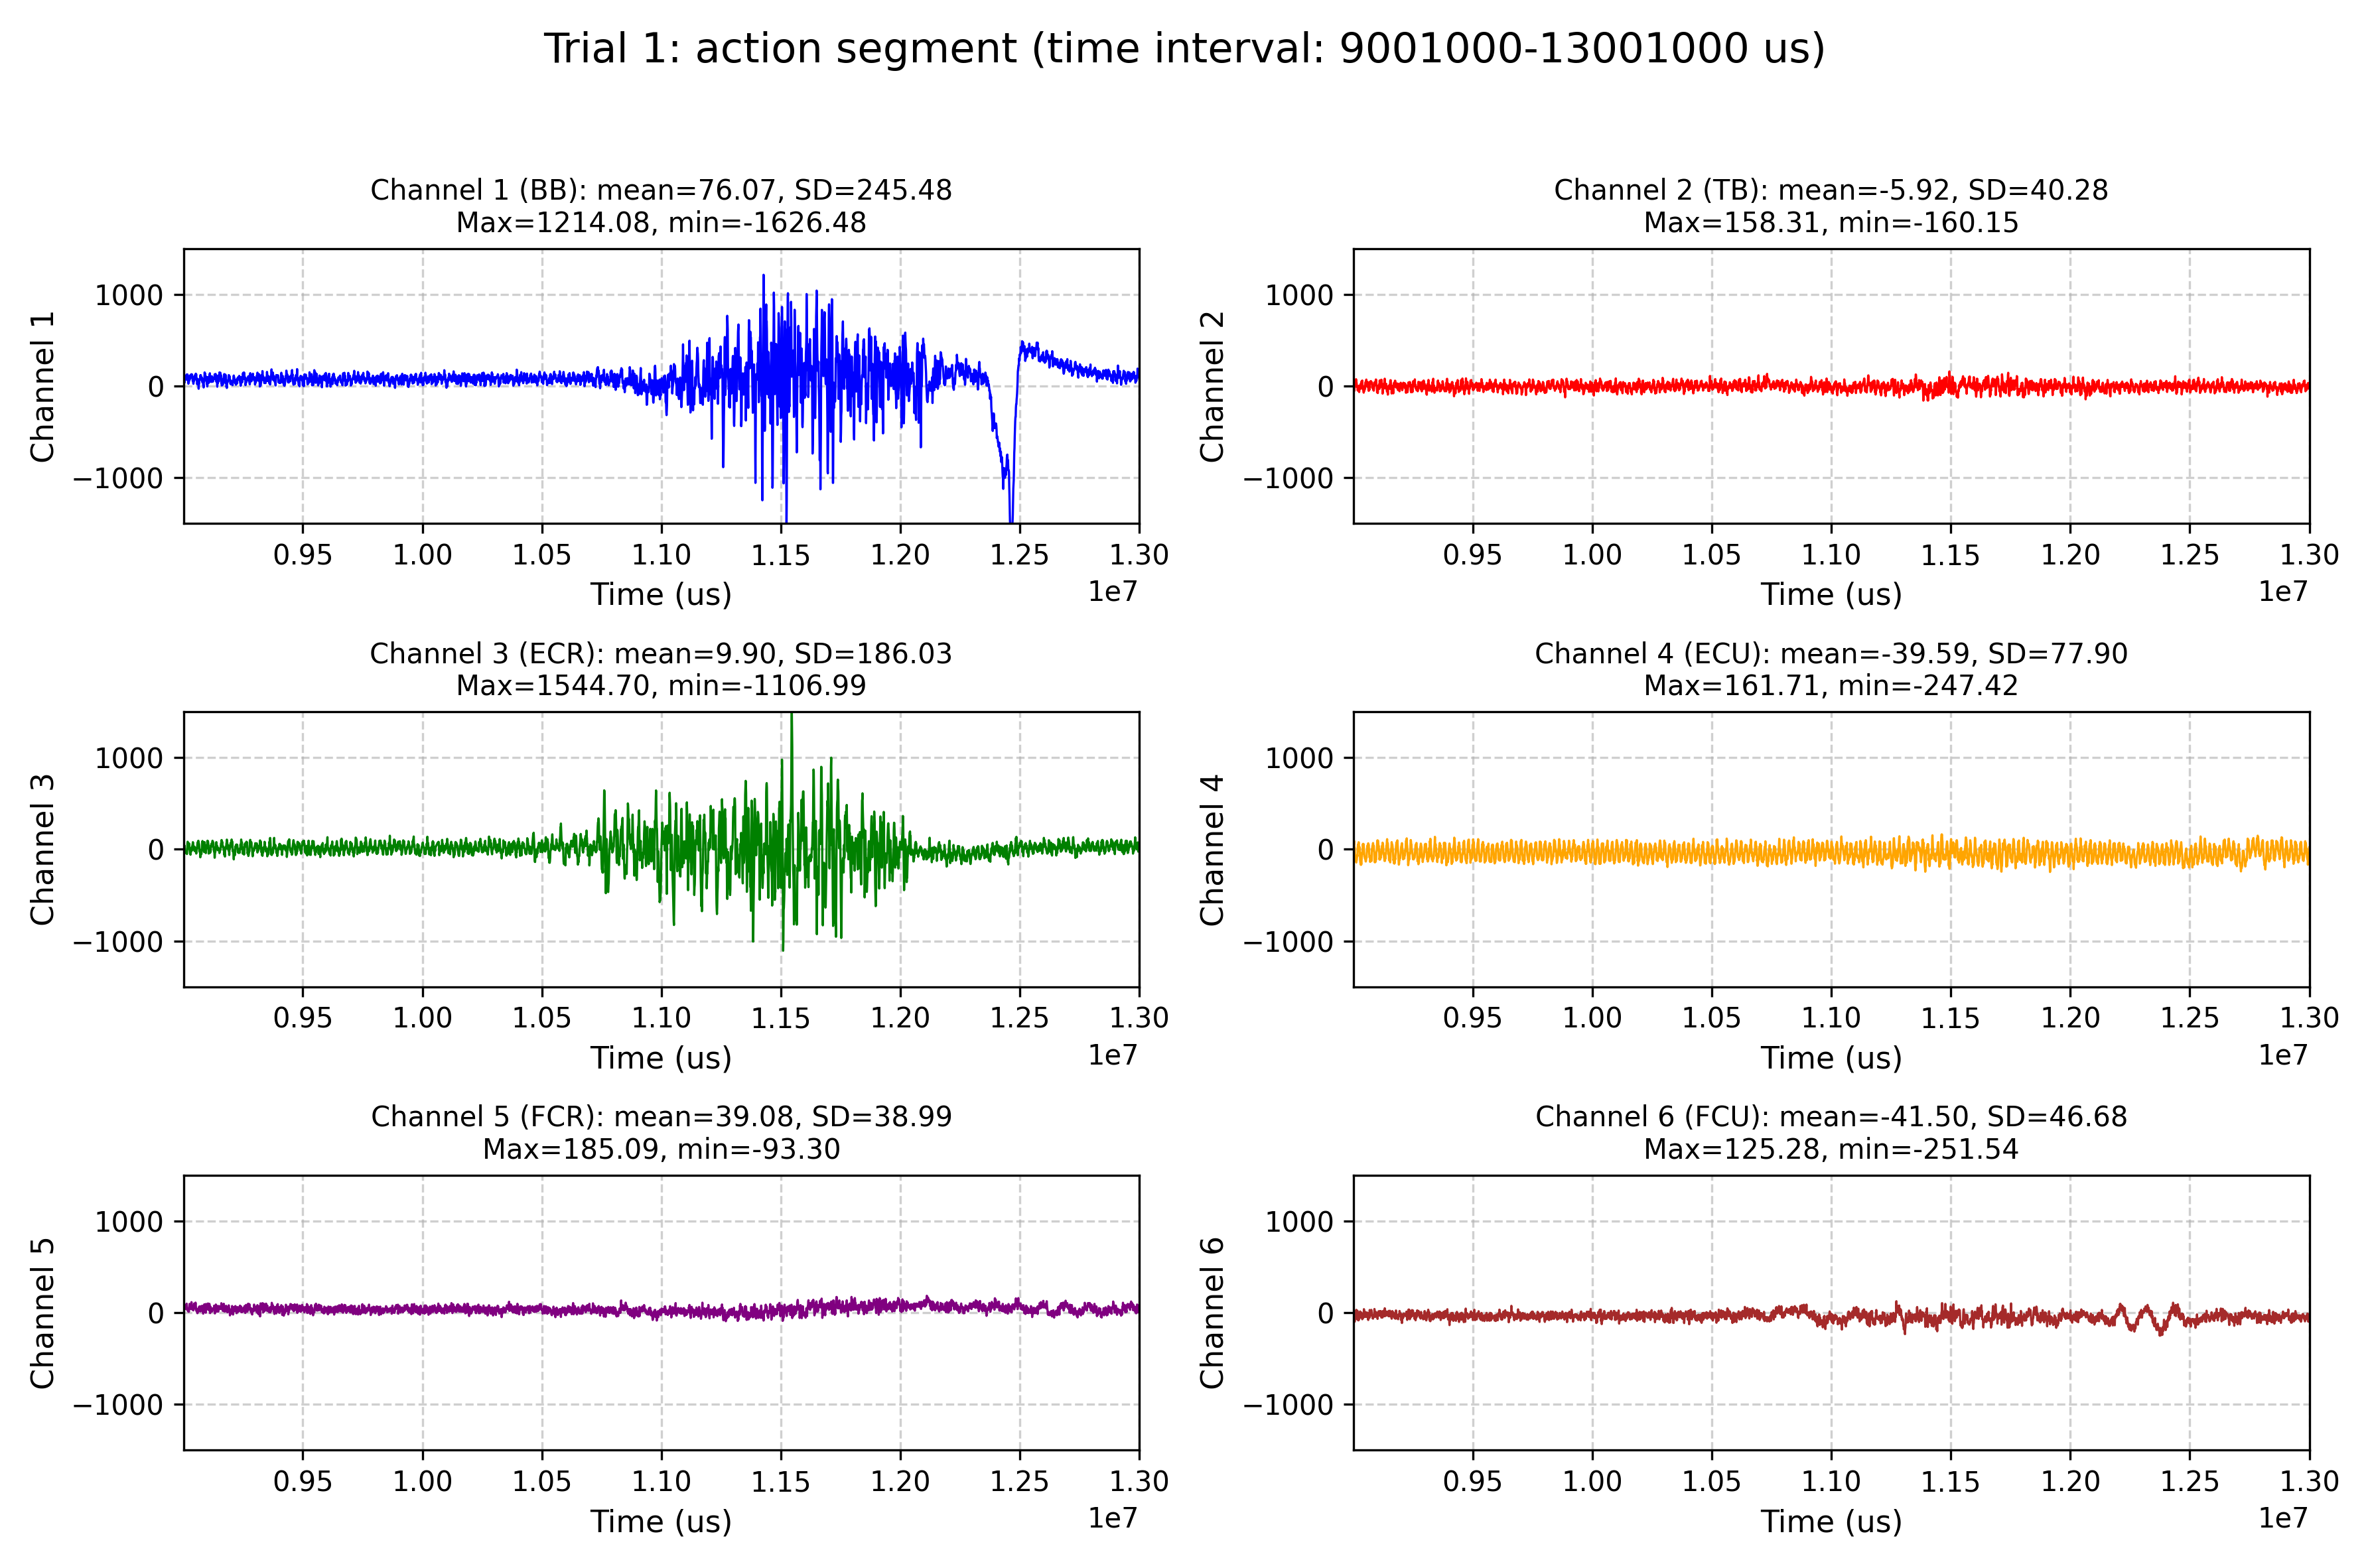 Trial 1: action segment (time interval: 9001000-13001000 us)
Channel 1 (BB): mean=76.07, SD=245.48
Max=1214.08, min=-1626.48
Channel 1
1000
0
−1000
0.95 1.00 1.05 1.10 1.15 1.20 1.25 1.30
Time (us)
1e7
Channel 2 (TB): mean=-5.92, SD=40.28
Max=158.31, min=-160.15
Channel 2
1000
0
−1000
0.95 1.00 1.05 1.10 1.15 1.20 1.25 1.30
Time (us)
1e7
Channel 3 (ECR): mean=9.90, SD=186.03
Max=1544.70, min=-1106.99
Channel 3
1000
0
−1000
0.95 1.00 1.05 1.10 1.15 1.20 1.25 1.30
Time (us)
1e7
Channel 4 (ECU): mean=-39.59, SD=77.90
Max=161.71, min=-247.42
Channel 4
1000
0
−1000
0.95 1.00 1.05 1.10 1.15 1.20 1.25 1.30
Time (us)
1e7
Channel 5 (FCR): mean=39.08, SD=38.99
Max=185.09, min=-93.30
Channel 5
1000
0
−1000
0.95 1.00 1.05 1.10 1.15 1.20 1.25 1.30
Time (us)
1e7
Channel 6 (FCU): mean=-41.50, SD=46.68
Max=125.28, min=-251.54
Channel 6
1000
0
−1000
0.95 1.00 1.05 1.10 1.15 1.20 1.25 1.30
Time (us)
1e7